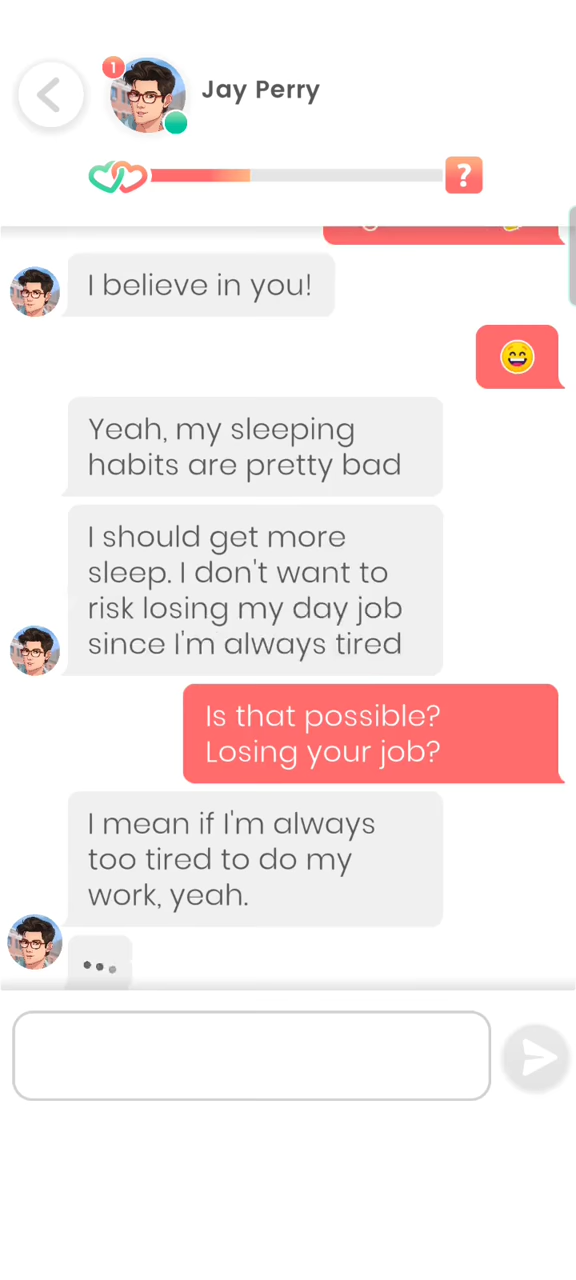 1
Jay Perry
?
I believe in you!
😄
Yeah, my sleeping
habits are pretty bad
I should get more
sleep. I don't want to
risk losing my day job
since I'm always tired
Is that possible?
Losing your job?
I mean if I'm always
too tired to do my
work, yeah.